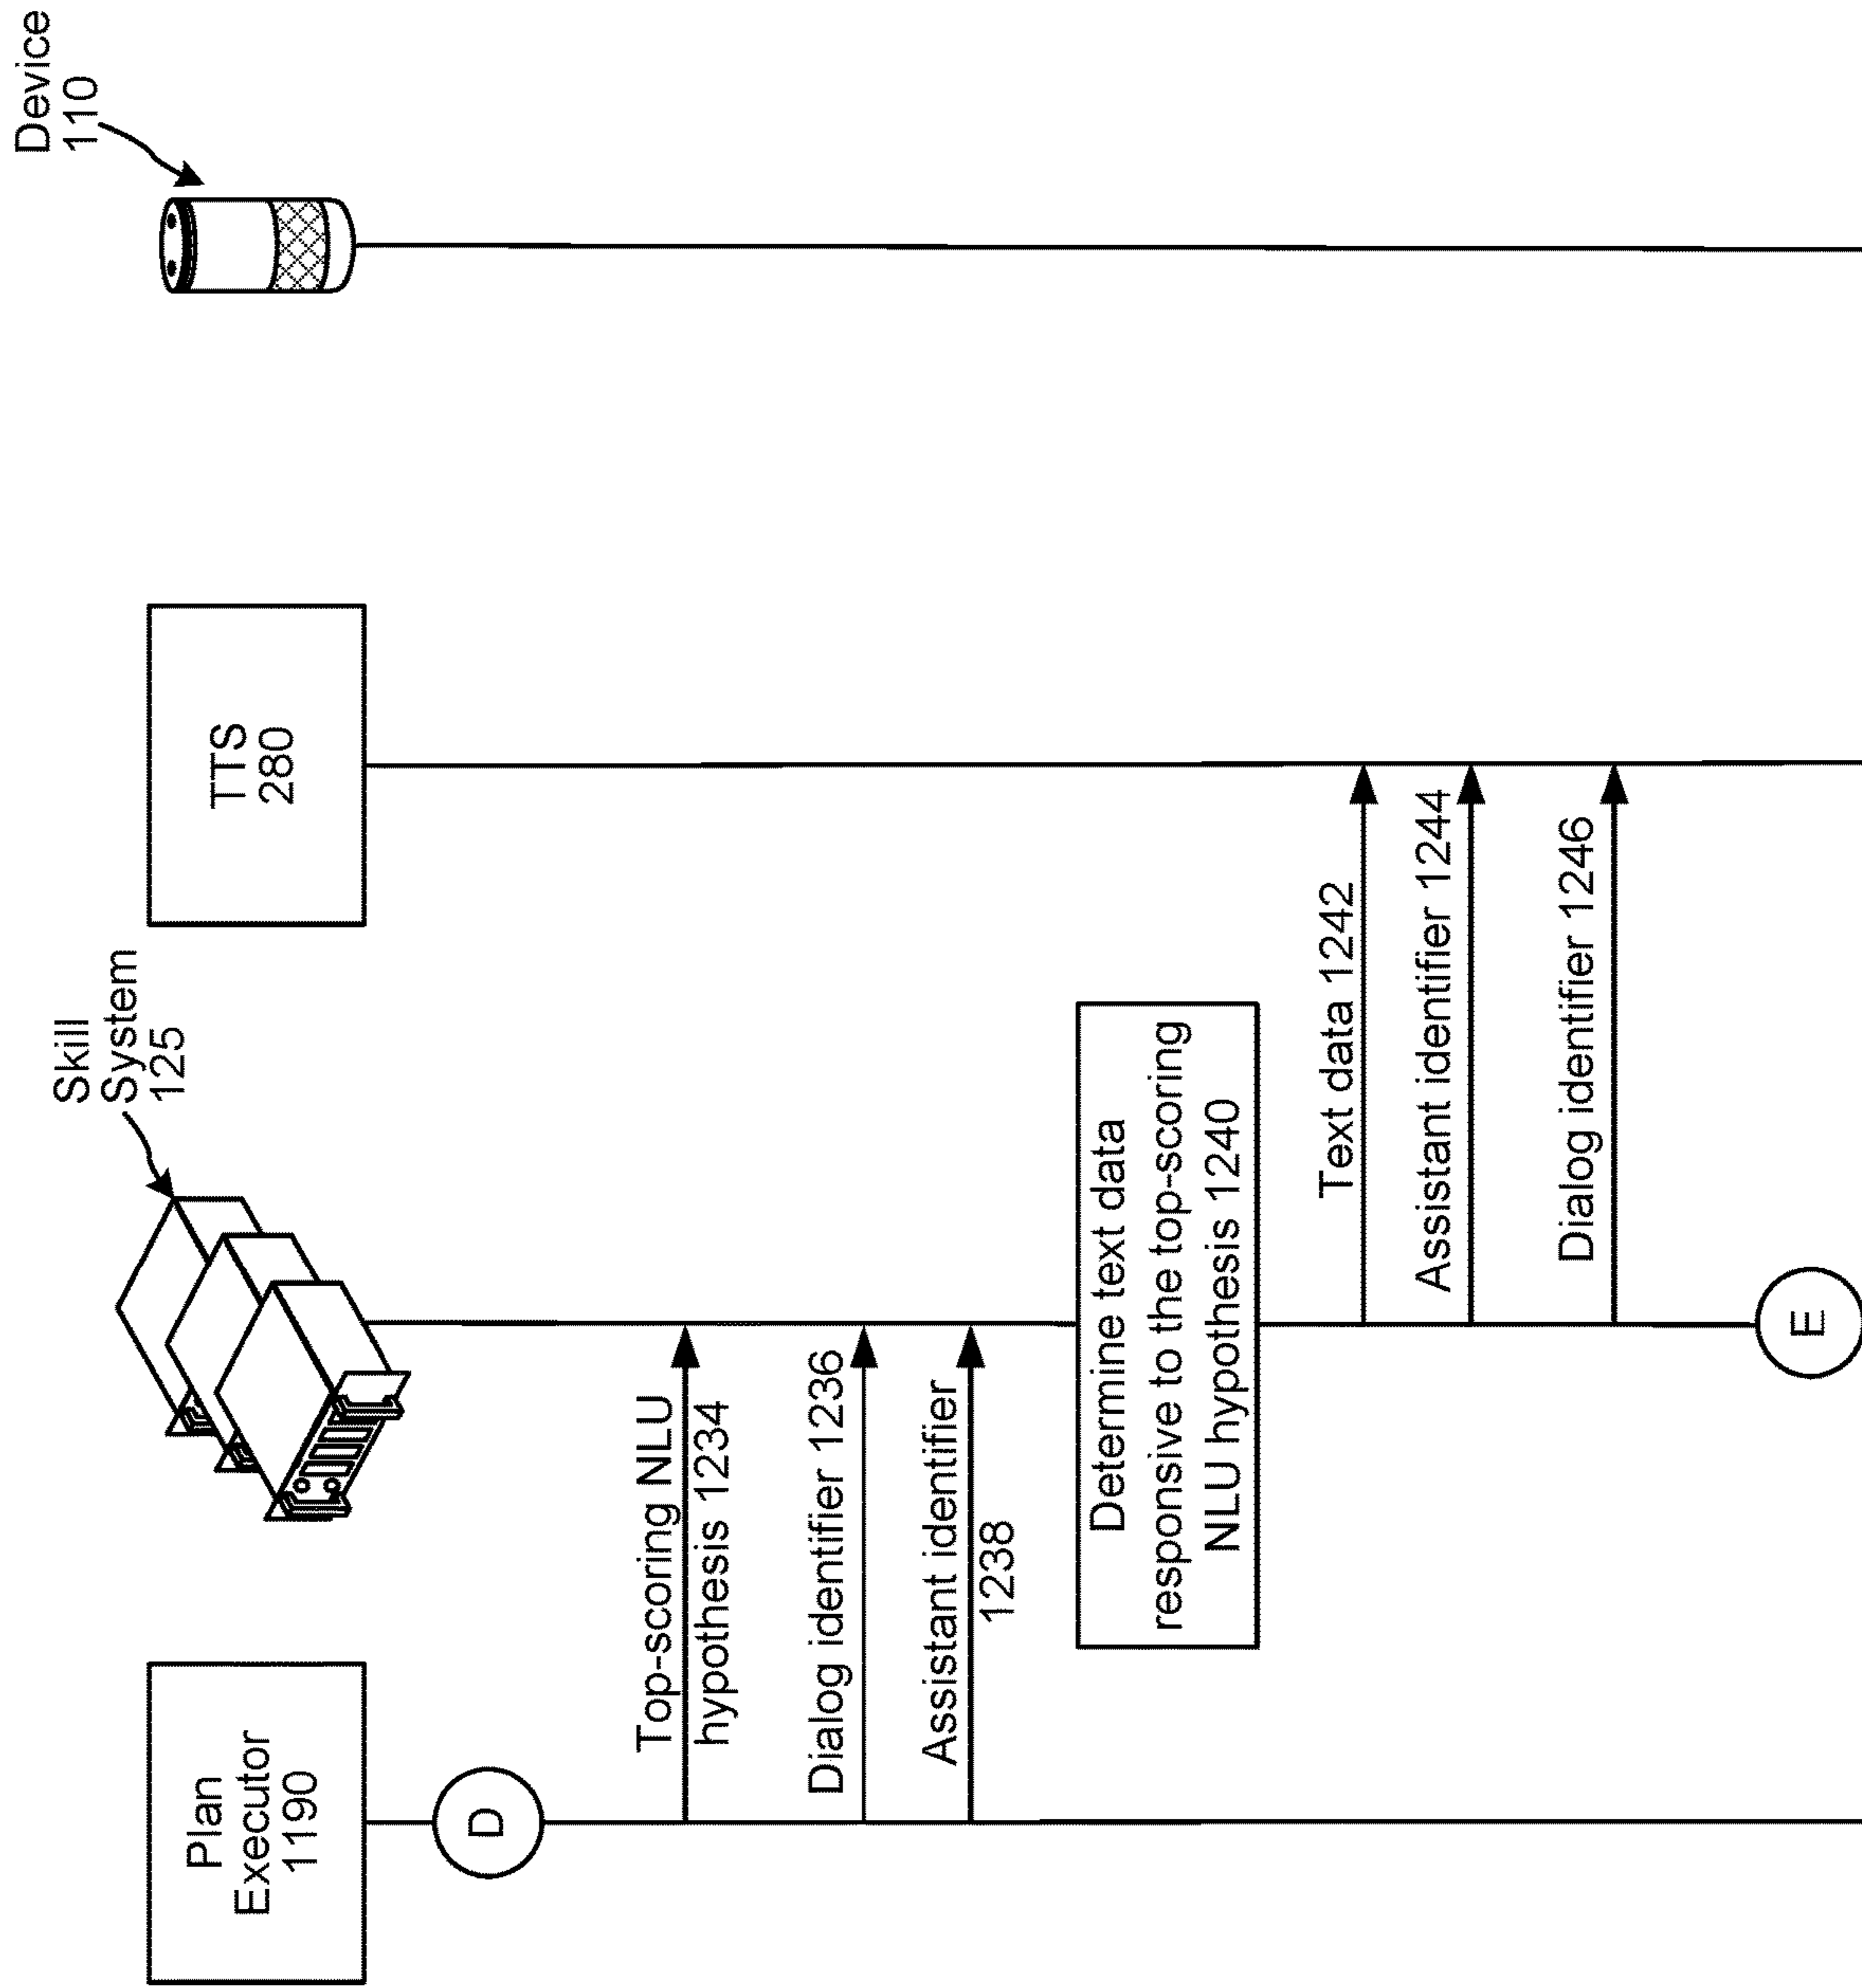 Plan
Executor
1190
Skill
System
125
TTS
280
Device
110
D
Top-scoring NLU
hypothesis 1234
Dialog identifier 1236
Assistant identifier
1238
Determine text data
responsive to the top-scoring
NLU hypothesis 1240
Text data 1242
Assistant identifier 1244
Dialog identifier 1246
E